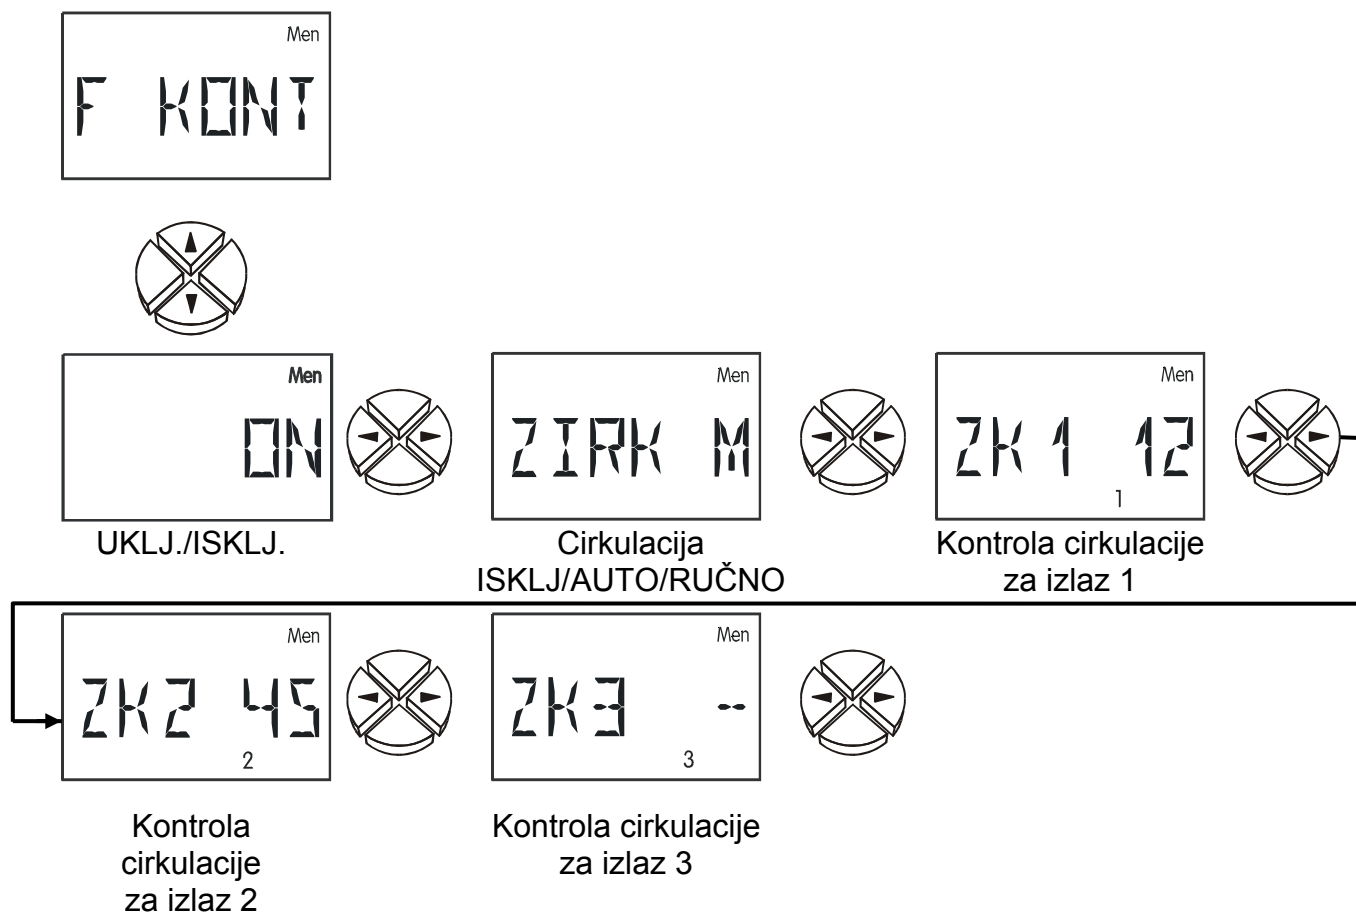 Men
F KONT
Men
ON
Men
ZIRK M
Men
ZK 1 12
1
UKLJ./ISKLJ.
Cirkulacija
ISKLJ/AUTO/RUČNO
Kontrola cirkulacije
za izlaz 1
Men
ZK2 45
2
Men
ZK3 --
3
Kontrola
cirkulacije
za izlaz 2
Kontrola cirkulacije
za izlaz 3